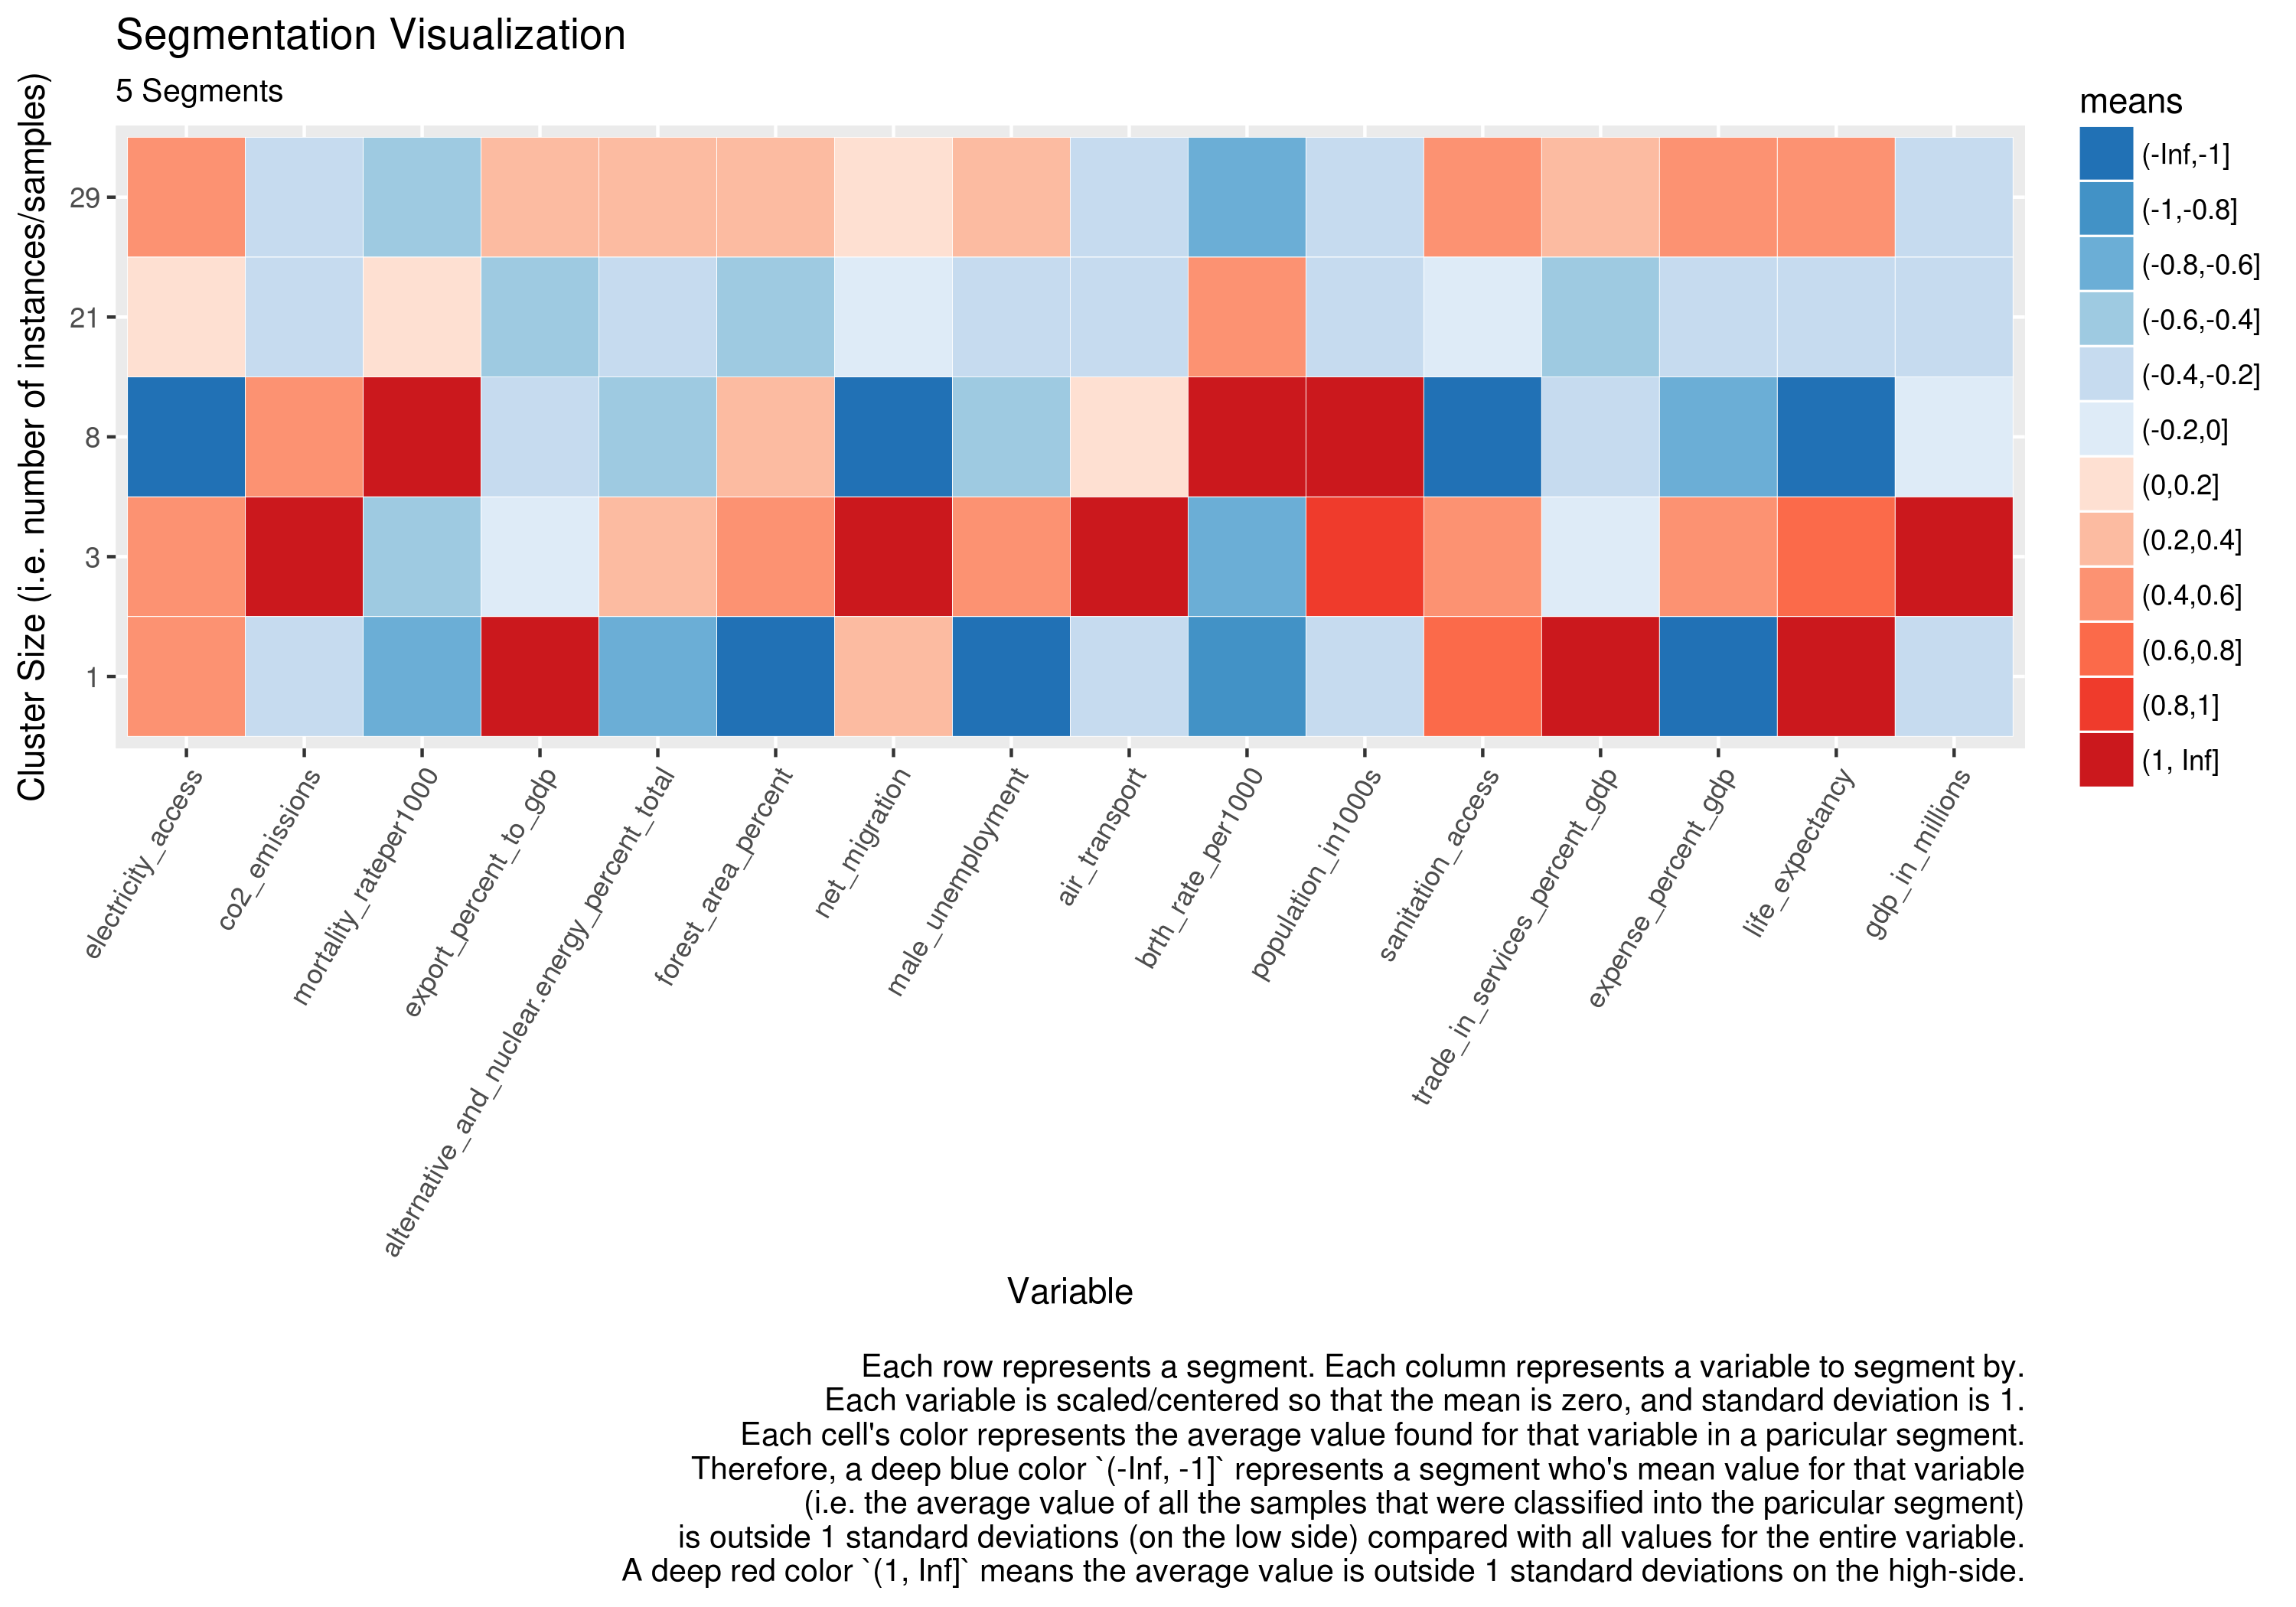 Segmentation Visualization
5 Segments
Cluster Size (i.e. number of instances/samples)
29
21
8
3
1
electricity_access
co2_emissions
mortality_rateper1000
export_percent_to_gdp
alternative_and_nuclear.energy_percent_total
forest_area_percent
net_migration
male_unemployment
air_transport
brth_rate_per1000
population_in1000s
sanitation_access
trade_in_services_percent_gdp
expense_percent_gdp
life_expectancy
gdp_in_millions
Variable
means
(-Inf,-1]
(-1,-0.8]
(-0.8,-0.6]
(-0.6,-0.4]
(-0.4,-0.2]
(-0.2,0]
(0,0.2]
(0.2,0.4]
(0.4,0.6]
(0.6,0.8]
(0.8,1]
(1, Inf]
Each row represents a segment. Each column represents a variable to segment by.
Each variable is scaled/centered so that the mean is zero, and standard deviation is 1.
Each cell's color represents the average value found for that variable in a paricular segment.
Therefore, a deep blue color `(-Inf, -1]` represents a segment who's mean value for that variable
(i.e. the average value of all the samples that were classified into the paricular segment)
is outside 1 standard deviations (on the low side) compared with all values for the entire variable.
A deep red color `(1, Inf]` means the average value is outside 1 standard deviations on the high-side.